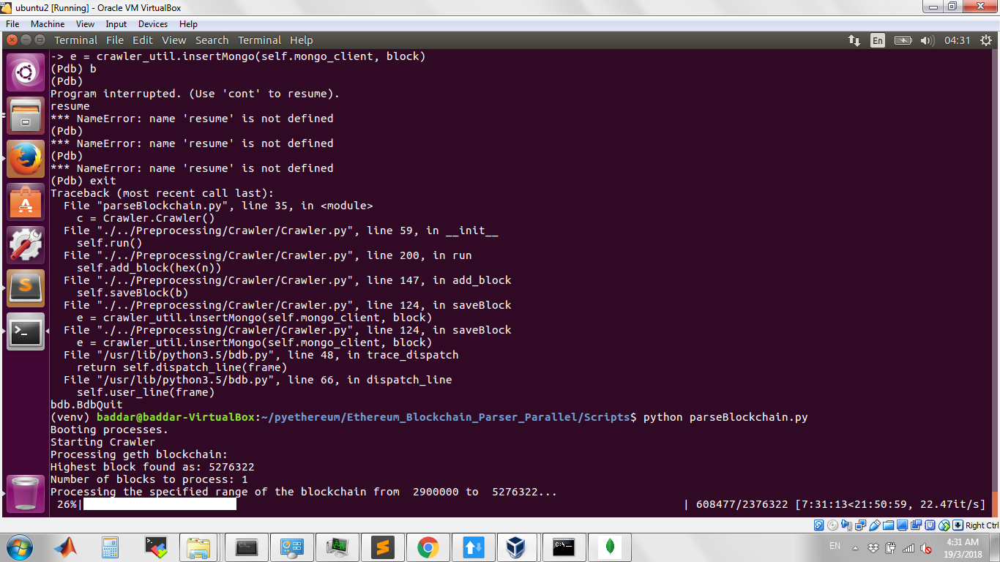 ubuntu2 [Running] - Oracle VM VirtualBox
File Machine View Input Devices Help
Terminal File Edit View Search Terminal Help En 04:31
-> e = crawler_util.insertMongo(self.mongo_client, block)
(Pdb) b
(Pdb)
Program interrupted. (Use 'cont' to resume).
resume
*** NameError: name 'resume' is not defined
(Pdb)
*** NameError: name 'resume' is not defined
(Pdb)
*** NameError: name 'resume' is not defined
(Pdb) exit
Traceback (most recent call last):
  File "parseBlockchain.py", line 35, in <module>
    c = Crawler.Crawler()
  File "./../Preprocessing/Crawler/Crawler.py", line 59, in __init__
    self.run()
  File "./../Preprocessing/Crawler/Crawler.py", line 200, in run
    self.add_block(hex(n))
  File "./../Preprocessing/Crawler/Crawler.py", line 147, in add_block
    self.saveBlock(b)
  File "./../Preprocessing/Crawler/Crawler.py", line 124, in saveBlock
    e = crawler_util.insertMongo(self.mongo_client, block)
  File "./../Preprocessing/Crawler/Crawler.py", line 124, in saveBlock
    e = crawler_util.insertMongo(self.mongo_client, block)
  File "/usr/lib/python3.5/bdb.py", line 48, in trace_dispatch
    return self.dispatch_line(frame)
  File "/usr/lib/python3.5/bdb.py", line 66, in dispatch_line
    self.user_line(frame)
bdb.BdbQuit
(venv) baddar@baddar-VirtualBox:~/pyethereum/Ethereum_Blockchain_Parser_Parallel/Scripts$ python parseBlockchain.py
Booting processes.
Starting Crawler
Processing geth blockchain:
Highest block found as: 5276322
Number of blocks to process: 1
Processing the specified range of the blockchain from  2900000 to  5276322...
 26%| | 608477/2376322 [7:31:13<21:50:59, 22.47it/s]
Right Ctrl
EN 4:31 AM
19/3/2018